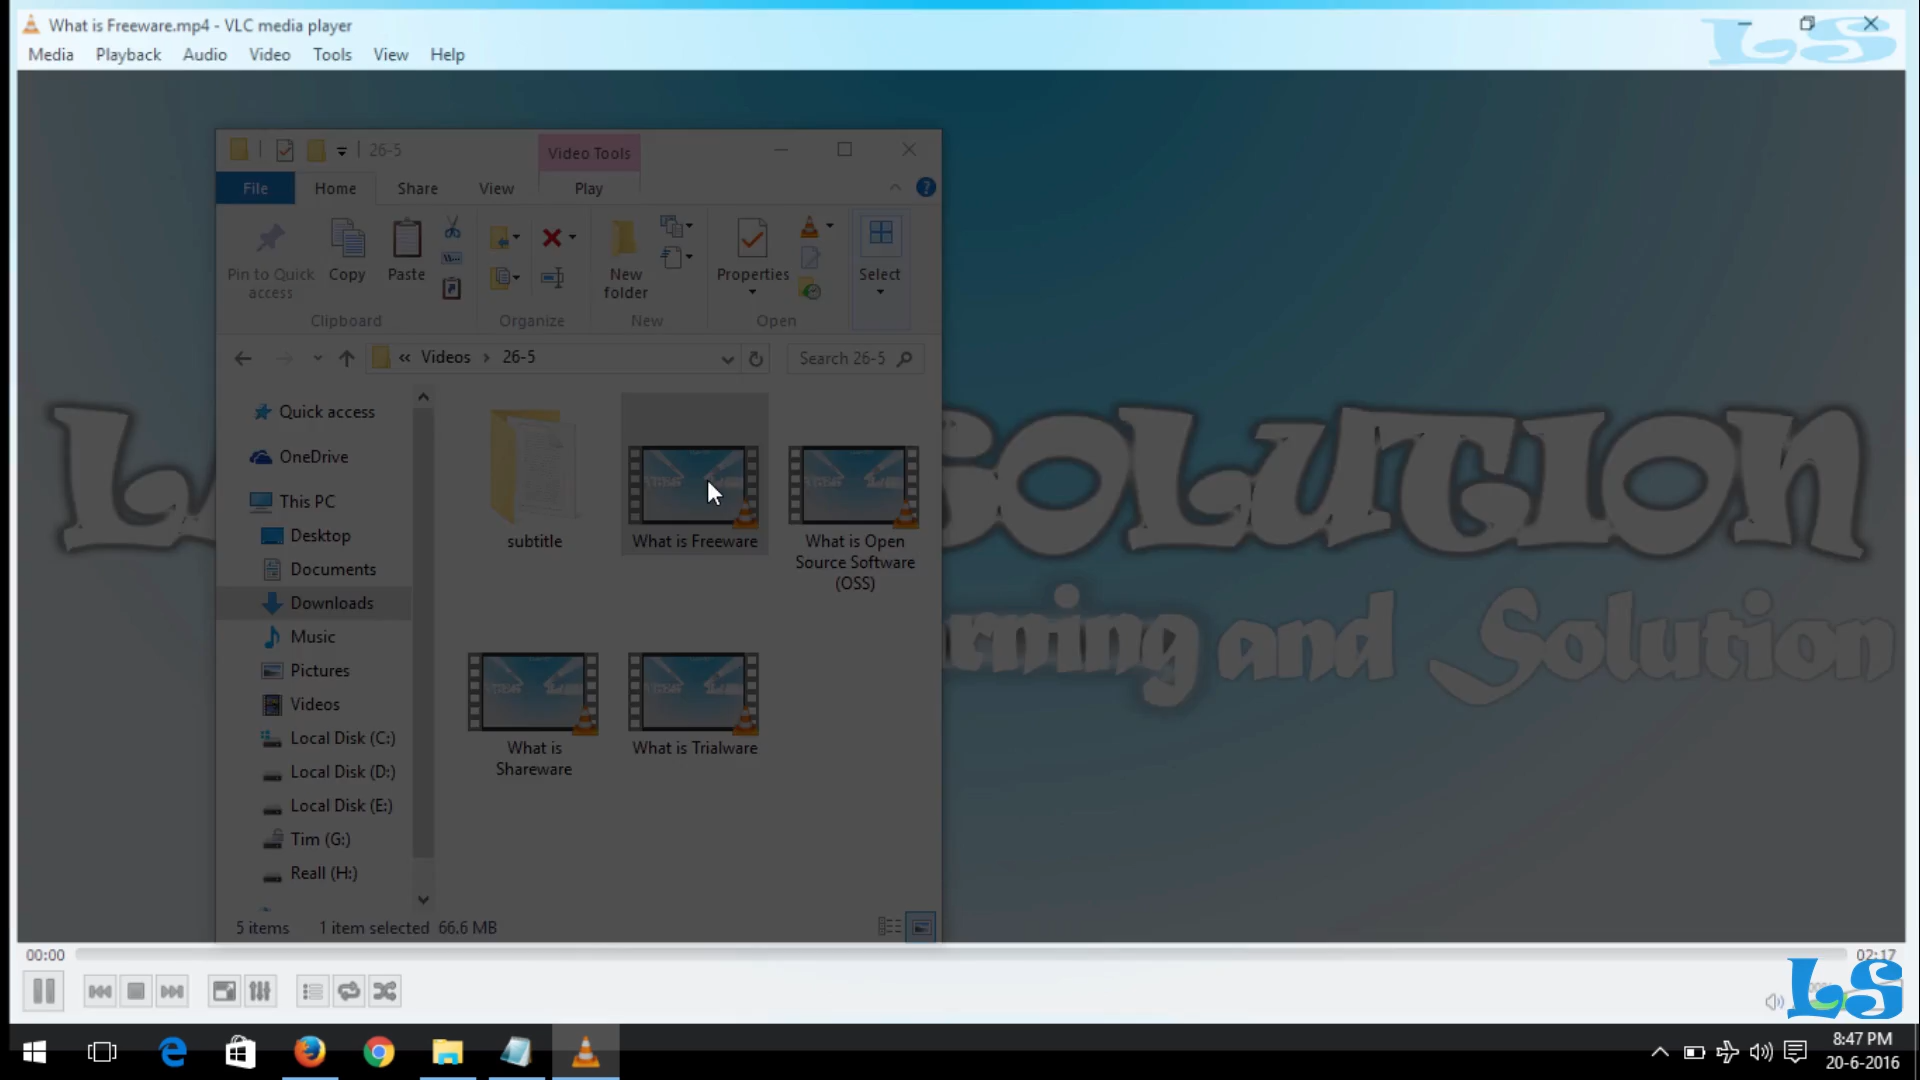 What is Freeware.mp4 - VLC media player
Media Playback Audio Video Tools View Help
LS
26-5
Video Tools
File Home Share View Play
Pin to Quick access
Copy
Paste
New folder
Properties
Select
Clipboard Organize New Open
« Videos > 26-5
Search 26-5
Quick access
OneDrive
This PC
Desktop
Documents
Downloads
Music
Pictures
Videos
Local Disk (C:)
Local Disk (D:)
Local Disk (E:)
Tim (G:)
Reall (H:)
subtitle
What is Freeware
What is Open
Source Software
(OSS)
What is
Shareware
What is Trialware
5 items 1 item selected 66.6 MB
SOLUTION
and Solution
00:00
02:17
LS
8:47 PM
20-6-2016